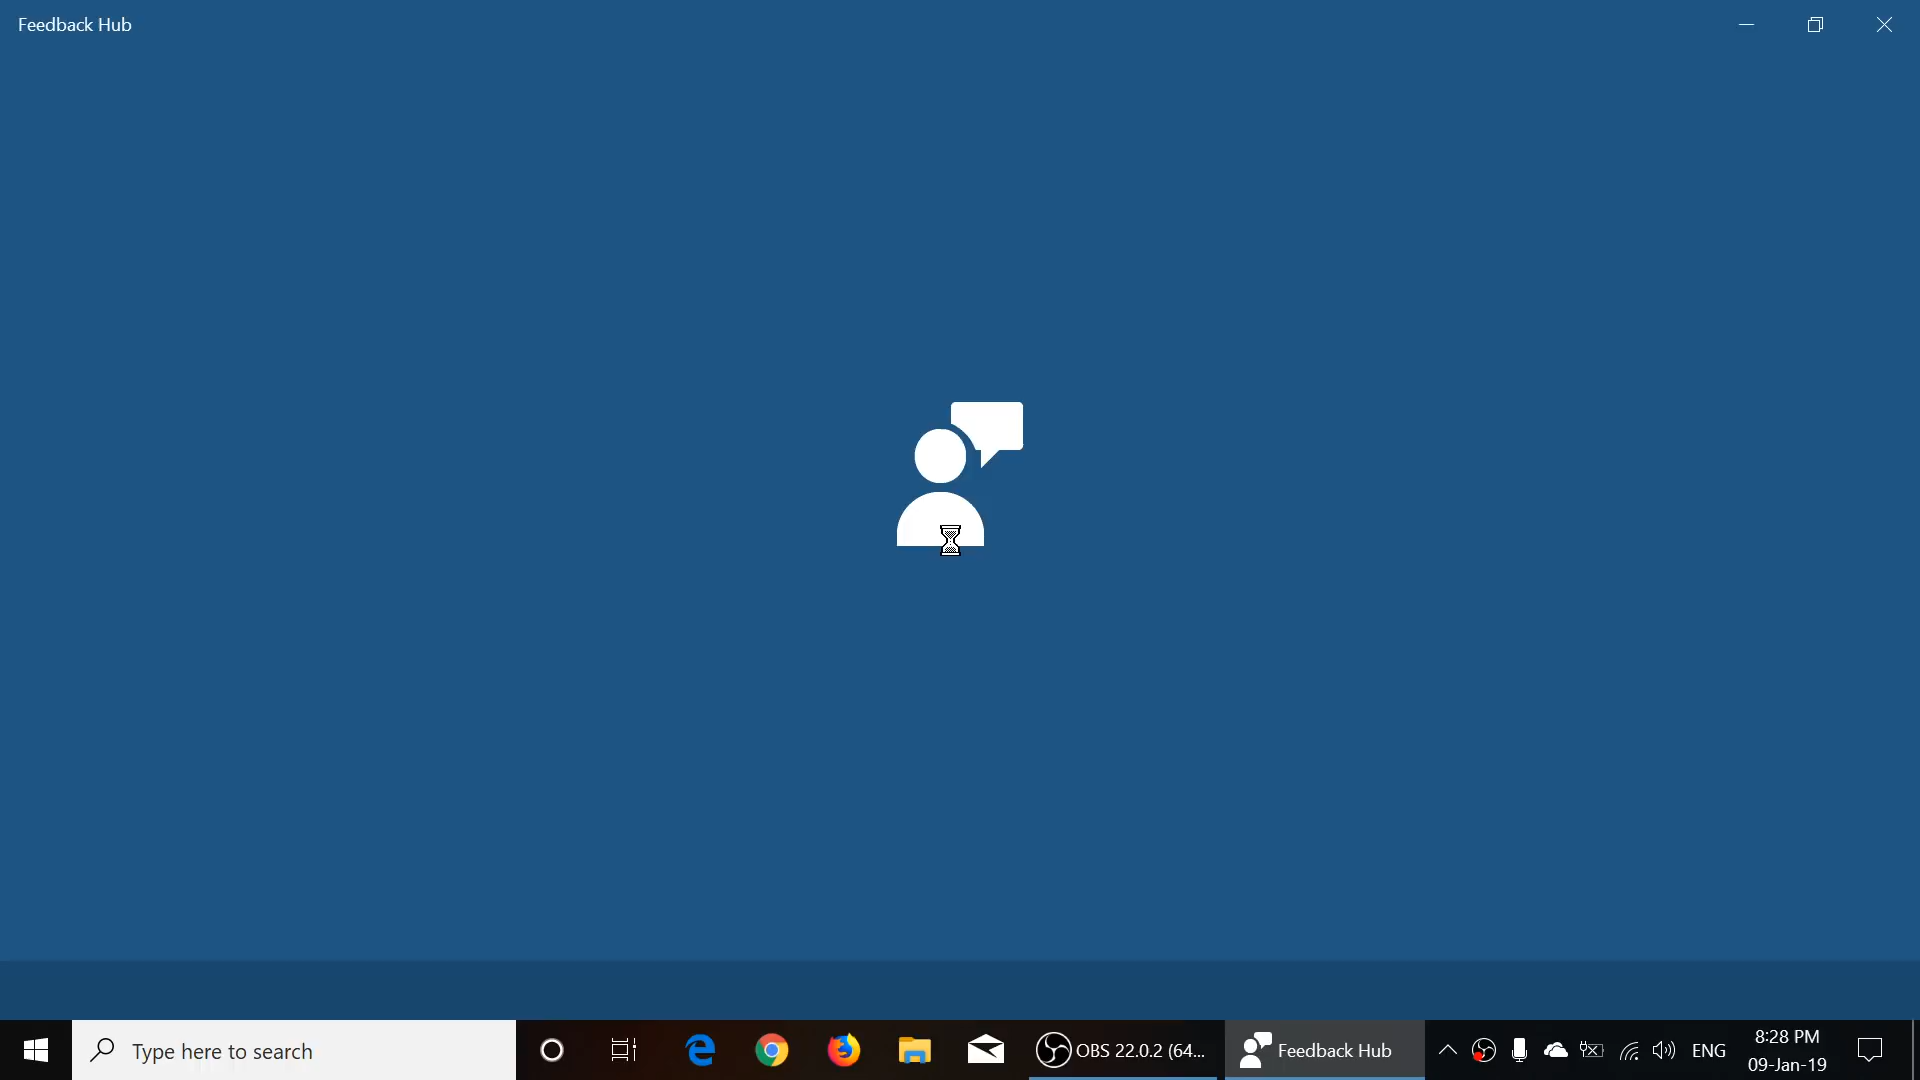 Feedback Hub
Type here to search
OBS 22.0.2 (64...
Feedback Hub
ENG
8:28 PM
09-Jan-19